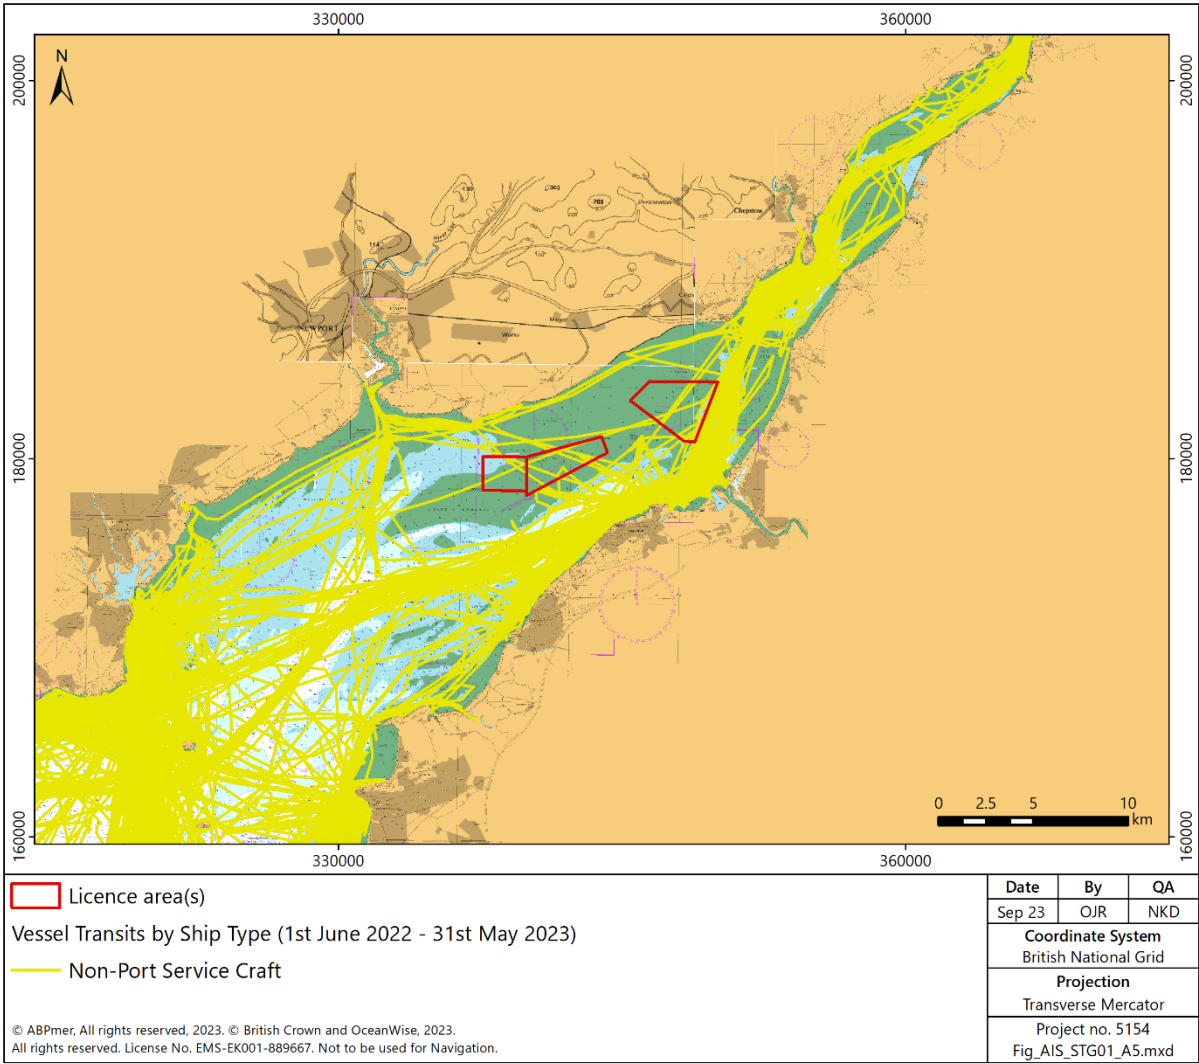 330000
360000
N
200000
200000
Chepstow
NEWPORT
180000
180000
0 2.5 5 10
km
160000
160000
330000
360000
Licence area(s)
Vessel Transits by Ship Type (1st June 2022 - 31st May 2023)
Non-Port Service Craft
© ABPmer, All rights reserved, 2023. © British Crown and OceanWise, 2023.
All rights reserved. License No. EMS-EK001-889667. Not to be used for Navigation.
Date By QA
Sep 23 OJR NKD
Coordinate System
British National Grid
Projection
Transverse Mercator
Project no. 5154
Fig_AIS_STG01_A5.mxd